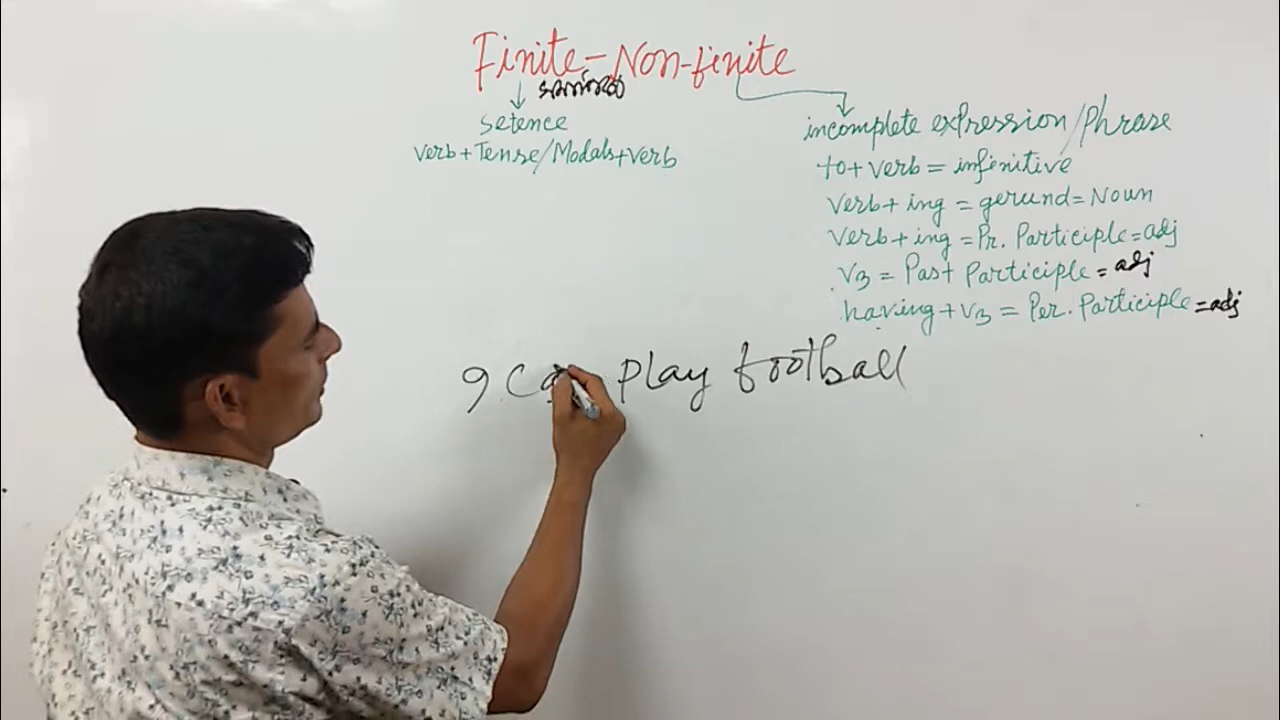 Finite-Non-finite
setence
verb+Tense/Modals+verb
incomplete expression/Phrase
to+verb= infinitive
verb+ing = gerund= Noun
verb+ing =Pr. Participle=adj
v3 = Past Participle = adj
having+v3 = Per. Participle=adj
play football